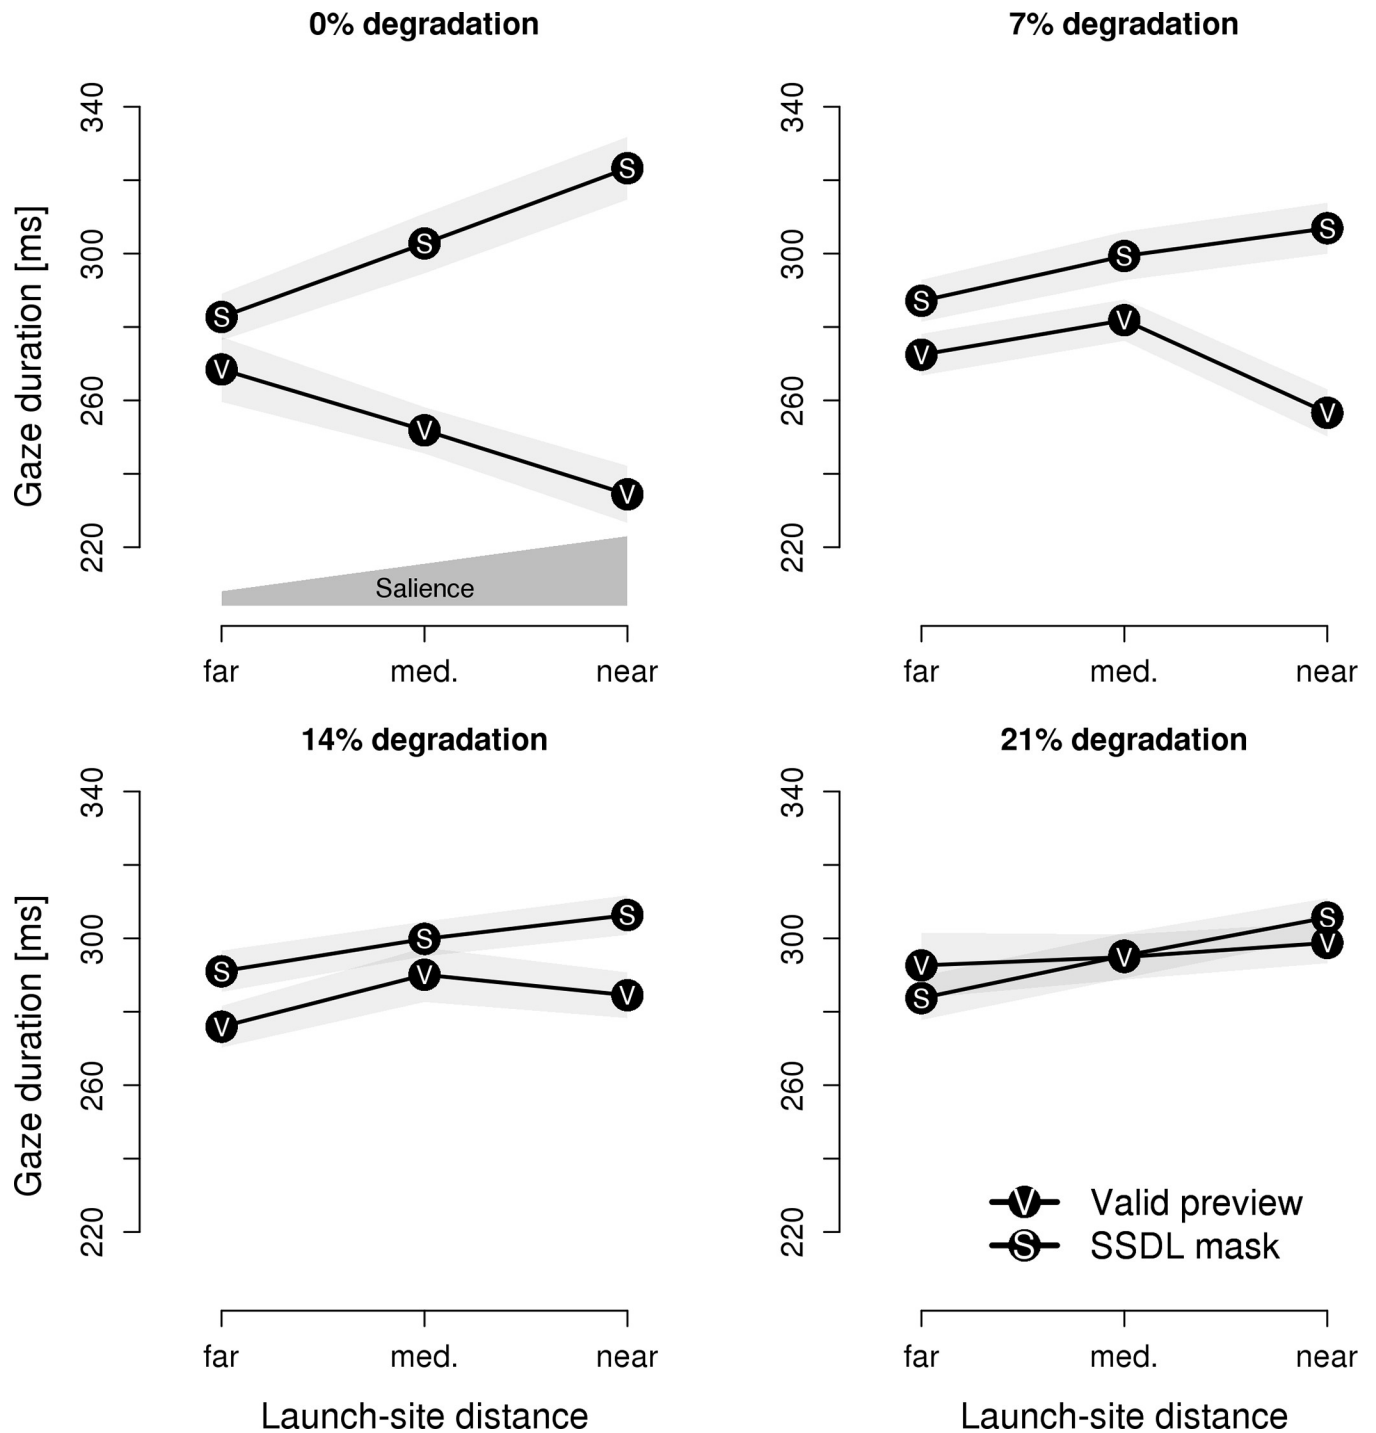 0% degradation
7% degradation
340
300
260
220
Gaze duration [ms]
S
S
S
V
V
V
Salience
far
med.
near
340
300
260
220
S
S
S
V
V
V
far
med.
near
14% degradation
21% degradation
340
300
260
220
Gaze duration [ms]
S
S
S
V
V
V
far
med.
near
Launch-site distance
340
300
260
220
V
S
V
S
V
V Valid preview
S SSDL mask
far
med.
near
Launch-site distance